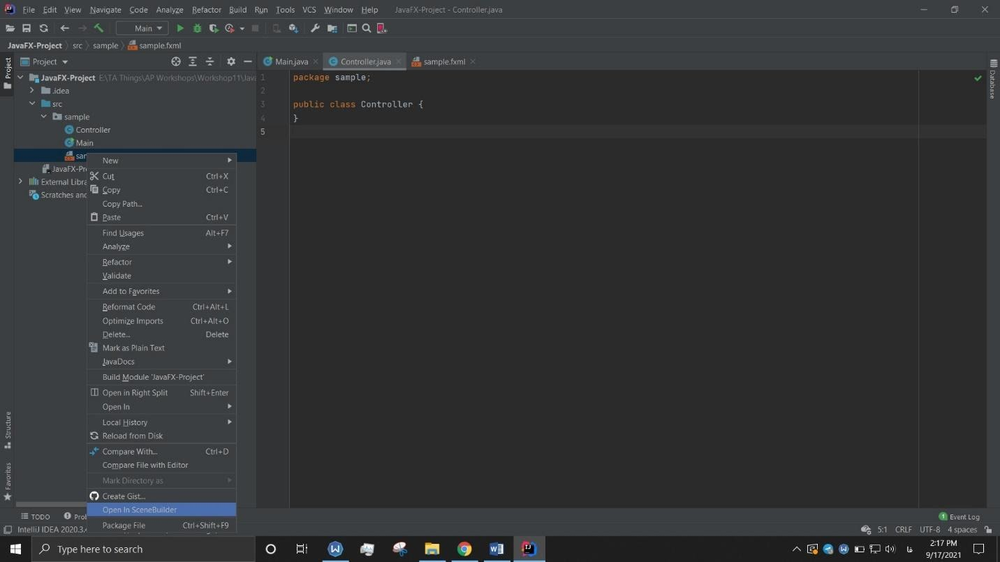 File Edit View Navigate Code Analyze Refactor Build Run Tools VCS Window Help JavaFX-Project - Controller.java
Main
JavaFX-Project src sample sample.fxml
Project
Project
Main.java Controller.java sample.fxml
JavaFX-Project E:\TA Things\AP Workshops\Workshop11\Java
.idea
src
sample
Controller
Main
sam
JavaFX-Pro
External Libra
Scratches and
1 package sample;
2
3 public class Controller {
4 }
5
New
Cut Ctrl+X
Copy Ctrl+C
Copy Path...
Paste Ctrl+V
Find Usages Alt+F7
Analyze
Refactor
Validate
Add to Favorites
Reformat Code Ctrl+Alt+L
Optimize Imports Ctrl+Alt+O
Delete... Delete
Mark as Plain Text
JavaDocs
Build Module 'JavaFX-Project'
Open in Right Split Shift+Enter
Open In
Local History
Reload from Disk
Compare With... Ctrl+D
Compare File with Editor
Mark Directory as
Create Gist...
Open In SceneBuilder
Package File Ctrl+Shift+F9
Database
Structure
Favorites
TODO Prob
1 Event Log
IntelliJ IDEA 2020.3.4
5:1 CRLF UTF-8 4 spaces
Type here to search
فا
2:17 PM
9/17/2021